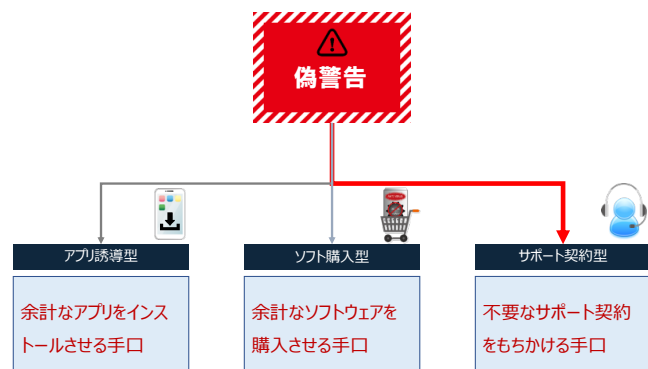 偽警告
アプリ誘導型
ソフト購入型
サポート契約型
余計なアプリをインス
トールさせる手口
余計なソフトウェアを
購入させる手口
不要なサポート契約
をもちかける手口